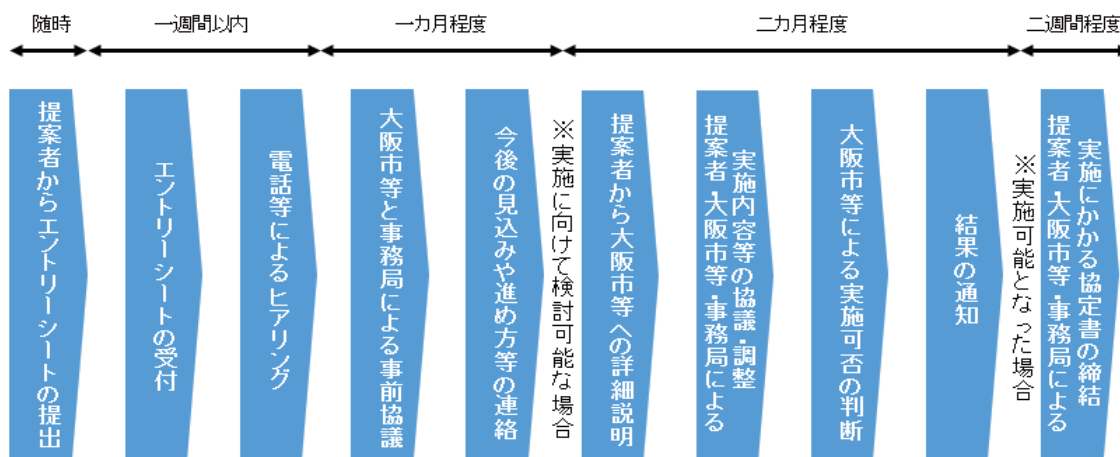 随時
一週間以内
一カ月程度
二カ月程度
二週間程度
提案者からエントリーシートの提出
エントリーシートの受付
電話等によるヒアリング
大阪市等と事務局による事前協議
今後の見込みや進め方等の連絡
※実施に向けて検討可能な場合
提案者から大阪市等への詳細説明
提案者・大阪市等・事務局による
実施内容等の協議・調整
大阪市等による実施可否の判断
結果の通知
※実施可能となった場合
提案者・大阪市等・事務局による
実施にかかる協定書の締結